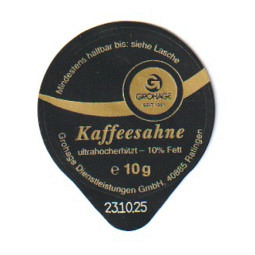 Mindestens haltbar bis: siehe Lasche
G
GROHAGE
SEIT 1951
Kaffeesahne
ultrahocherhitzt – 10% Fett
e 10g
Grohage Dienstleistungen GmbH, 40885 Ratingen
23.10.25